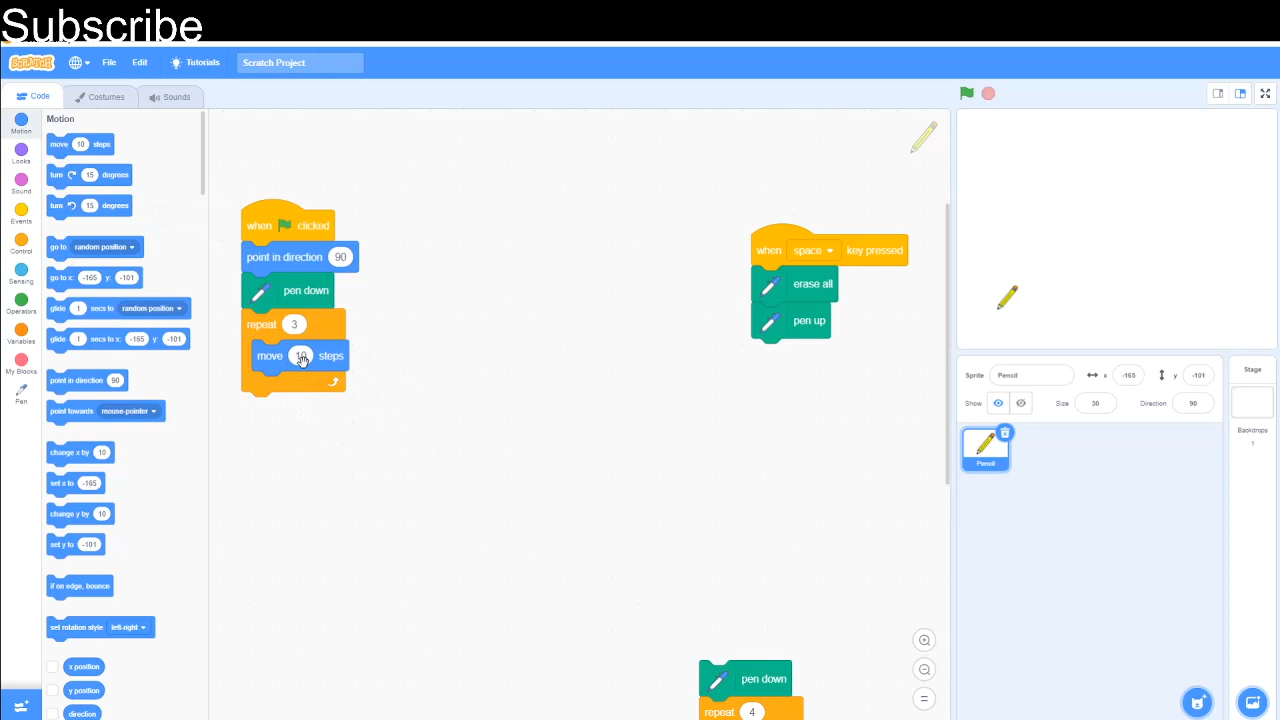 Subscribe
SCRATCH
File
Edit
Tutorials
Scratch Project
Code
Costumes
Sounds
Motion
Looks
Sound
Events
Control
Sensing
Operators
Variables
My Blocks
Pen
Motion
move 10 steps
turn 15 degrees
turn 15 degrees
go to random position
go to x: -165 y: -101
glide 1 secs to random position
glide 1 secs to x: -165 y: -101
point in direction 90
point towards mouse-pointer
change x by 10
set x to -165
change y by 10
set y to -101
if on edge, bounce
set rotation style left-right
x position
y position
direction
when clicked
point in direction 90
pen down
repeat 3
move 10 steps
when space key pressed
erase all
pen up
pen down
repeat 4
Sprite Pencil x -165 y -101
Show Size 30 Direction 90
Pencil
Stage
Backdrops
1